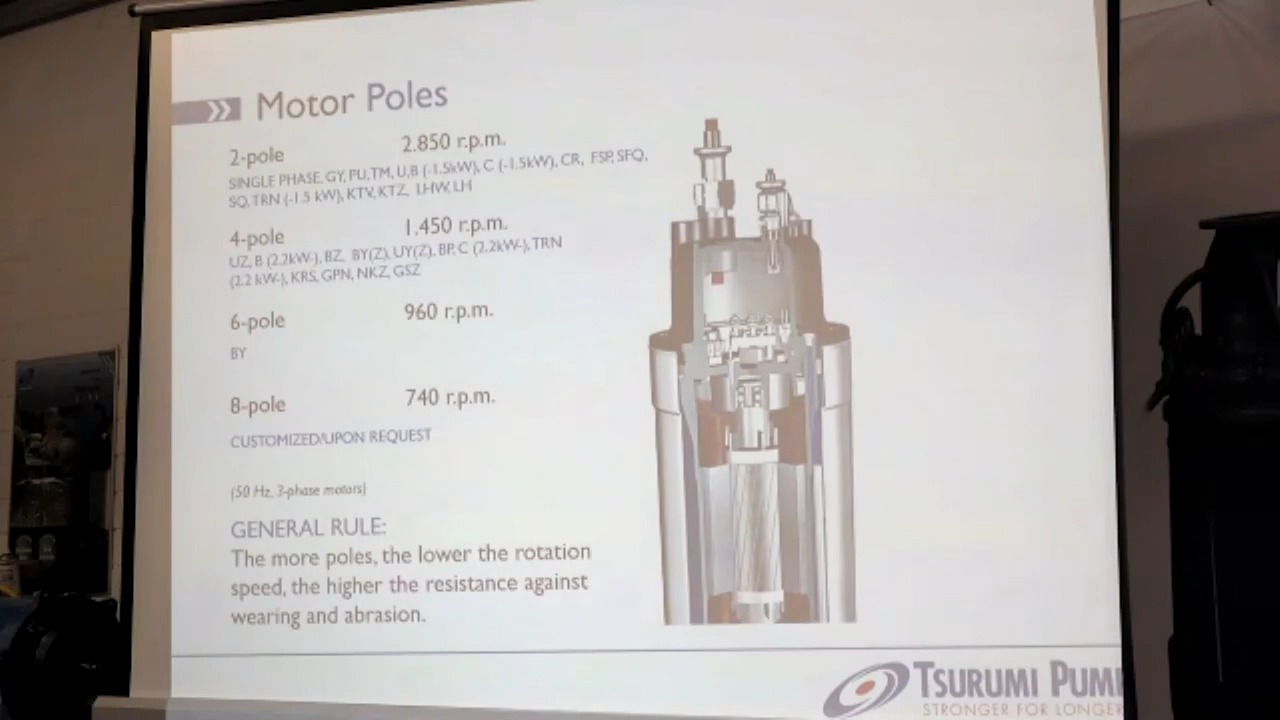 Motor Poles
2-pole 2.850 r.p.m.
SINGLE PHASE, GY, PU, TM, U, B (-1.5kW), C (-1.5kW), CR, FSP, SFQ,
SQ, TRN (-1.5 kW), KTV, KTZ, LHW, LH
4-pole 1.450 r.p.m.
UZ, B (2.2kW-), BZ, BY(Z), UY(Z), BP, C (2.2kW-), TRN
(2.2 kW-), KRS, GPN, NKZ, GSZ
6-pole 960 r.p.m.
BY
8-pole 740 r.p.m.
CUSTOMIZED/UPON REQUEST
(50 Hz, 3-phase motors)
GENERAL RULE:
The more poles, the lower the rotation
speed, the higher the resistance against
wearing and abrasion.
TSURUMI PUMP
STRONGER FOR LONGER